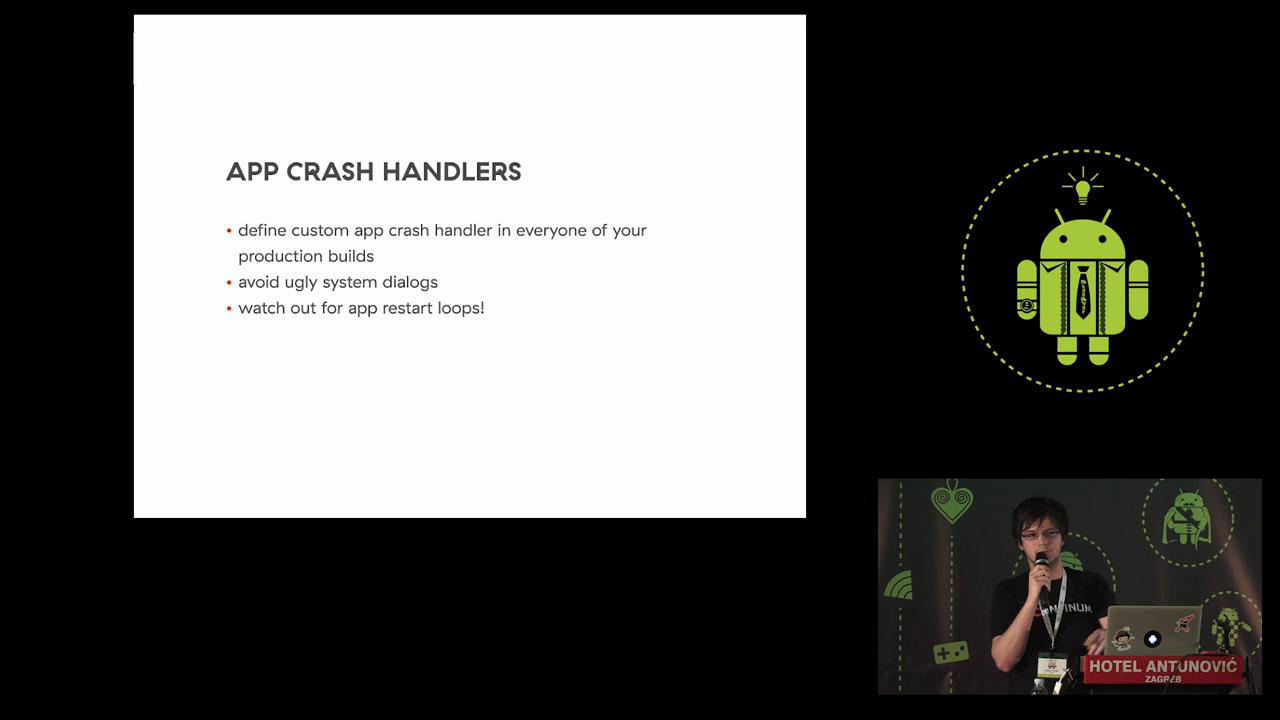 APP CRASH HANDLERS
• define custom app crash handler in everyone of your
production builds
• avoid ugly system dialogs
• watch out for app restart loops!
HOTEL ANTUNOVIĆ
ZAGREB